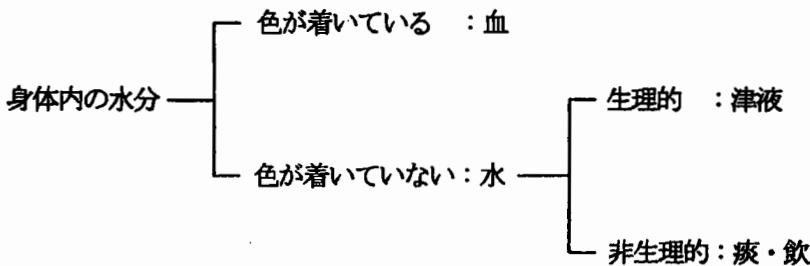 色が着いている ：血
身体内の水分
生理的 ：津液
色が着いていない：水
非生理的：痰・飲